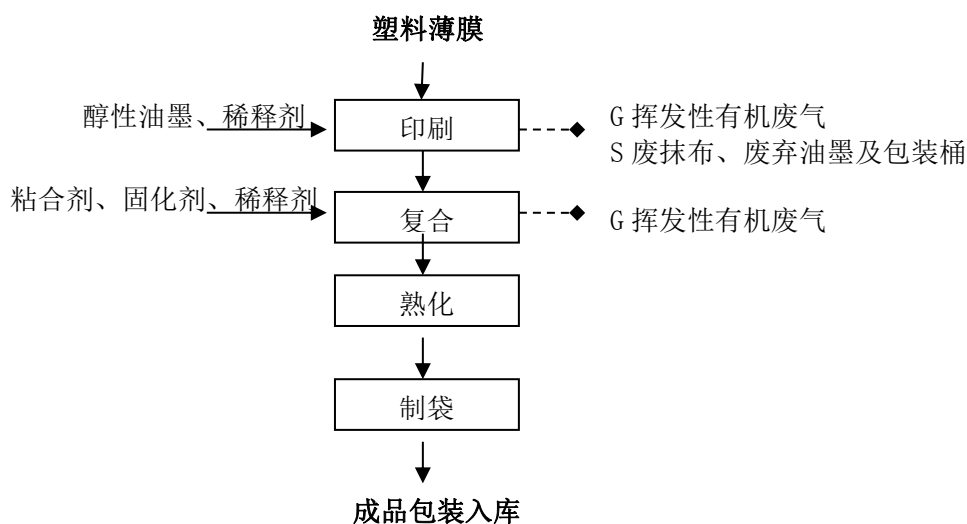 塑料薄膜
醇性油墨、稀释剂
印刷
G 挥发性有机废气
S 废抹布、废弃油墨及包装桶
粘合剂、固化剂、稀释剂
复合
G 挥发性有机废气
熟化
制袋
成品包装入库